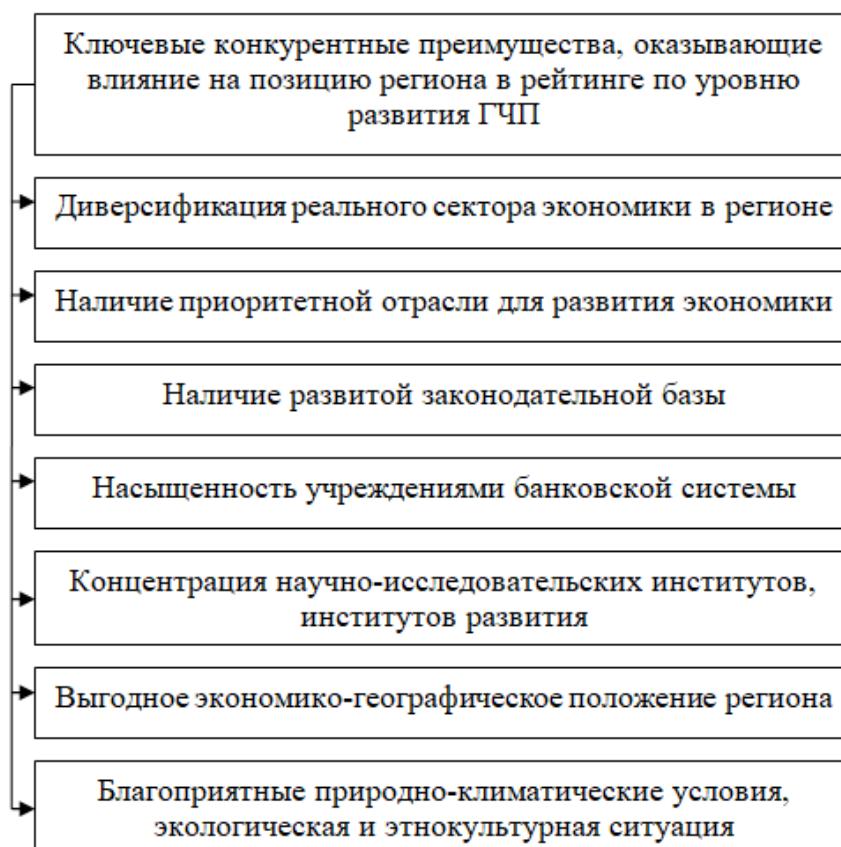 Ключевые конкурентные преимущества, оказывающие
влияние на позицию региона в рейтинге по уровню
развития ГЧП
Диверсификация реального сектора экономики в регионе
Наличие приоритетной отрасли для развития экономики
Наличие развитой законодательной базы
Насыщенность учреждениями банковской системы
Концентрация научно-исследовательских институтов,
институтов развития
Выгодное экономико-географическое положение региона
Благоприятные природно-климатические условия,
экологическая и этнокультурная ситуация